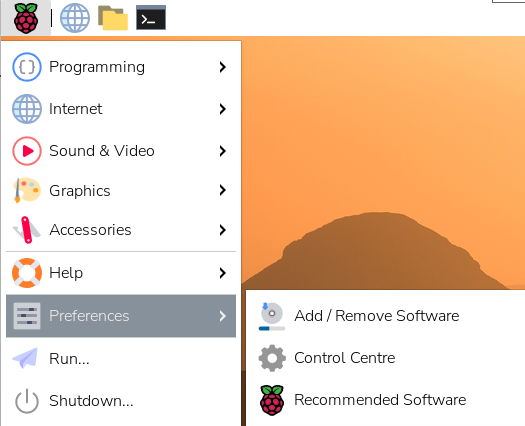 Programming
Internet
Sound & Video
Graphics
Accessories
Help
Preferences
Add / Remove Software
Control Centre
Recommended Software
Run...
Shutdown...